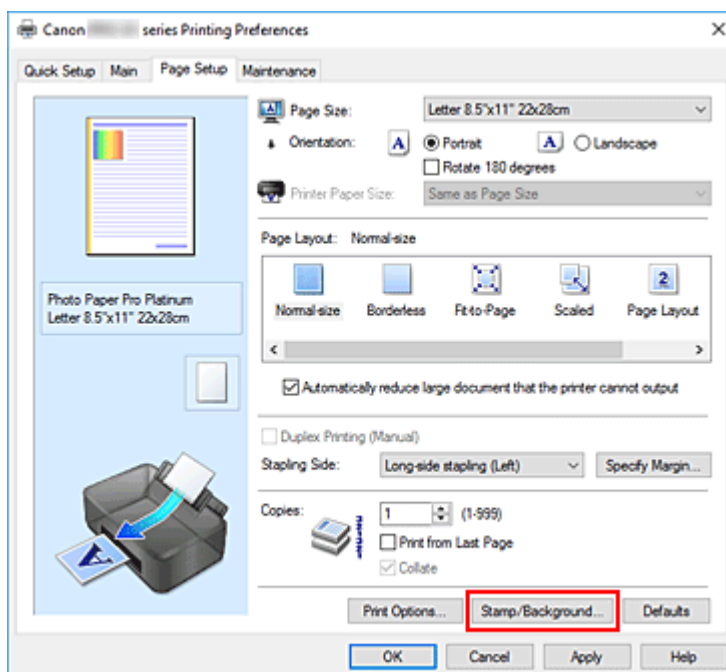 Canon series Printing Preferences
Quick Setup Main Page Setup Maintenance
Page Size: Letter 8.5"x11" 22x28cm
Orientation: A Portrait A Landscape
Rotate 180 degrees
Printer Paper Size: Same as Page Size
Page Layout: Normal-size
Normal-size Borderless Fit-to-Page Scaled Page Layout
Photo Paper Pro Platinum
Letter 8.5"x11" 22x28cm
Automatically reduce large document that the printer cannot output
Duplex Printing (Manual)
Stapling Side: Long-side stapling (Left) Specify Margin...
Copies: 1 (1-999)
Print from Last Page
Collate
Print Options... Stamp/Background... Defaults
OK Cancel Apply Help